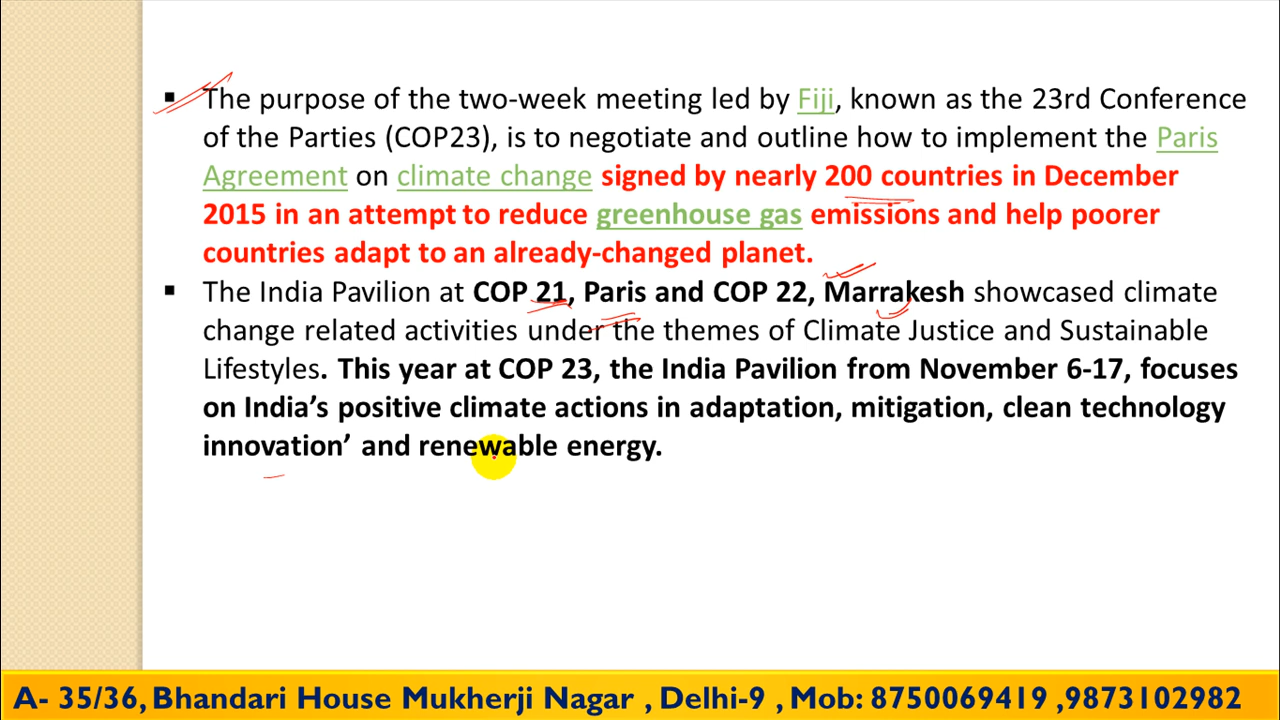 ▪ The purpose of the two-week meeting led by Fiji, known as the 23rd Conference
of the Parties (COP23), is to negotiate and outline how to implement the Paris
Agreement on climate change signed by nearly 200 countries in December
2015 in an attempt to reduce greenhouse gas emissions and help poorer
countries adapt to an already-changed planet.
▪ The India Pavilion at COP 21, Paris and COP 22, Marrakesh showcased climate
change related activities under the themes of Climate Justice and Sustainable
Lifestyles. This year at COP 23, the India Pavilion from November 6-17, focuses
on India’s positive climate actions in adaptation, mitigation, clean technology
innovation’ and renewable energy.
A- 35/36, Bhandari House Mukherji Nagar , Delhi-9 , Mob: 8750069419 ,9873102982